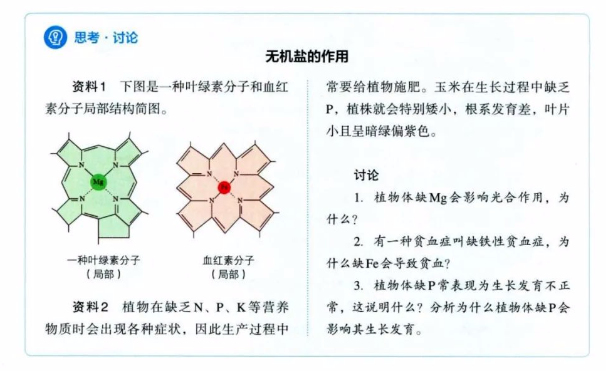 思考·讨论
无机盐的作用
资料1 下图是一种叶绿素分子和血红
素分子局部结构简图。
N N
Mg
N N
N N
Fe
N N
一种叶绿素分子
（局部）
血红素分子
（局部）
资料2 植物在缺乏N、P、K等营养
物质时会出现各种症状，因此生产过程中
常要给植物施肥。玉米在生长过程中缺乏
P，植株就会特别矮小，根系发育差，叶片
小且呈暗绿偏紫色。
讨论
1. 植物体缺Mg会影响光合作用，为
什么？
2. 有一种贫血症叫缺铁性贫血症，为
什么缺Fe会导致贫血？
3. 植物体缺P常表现为生长发育不正
常，这说明什么？分析为什么植物体缺P会
影响其生长发育。